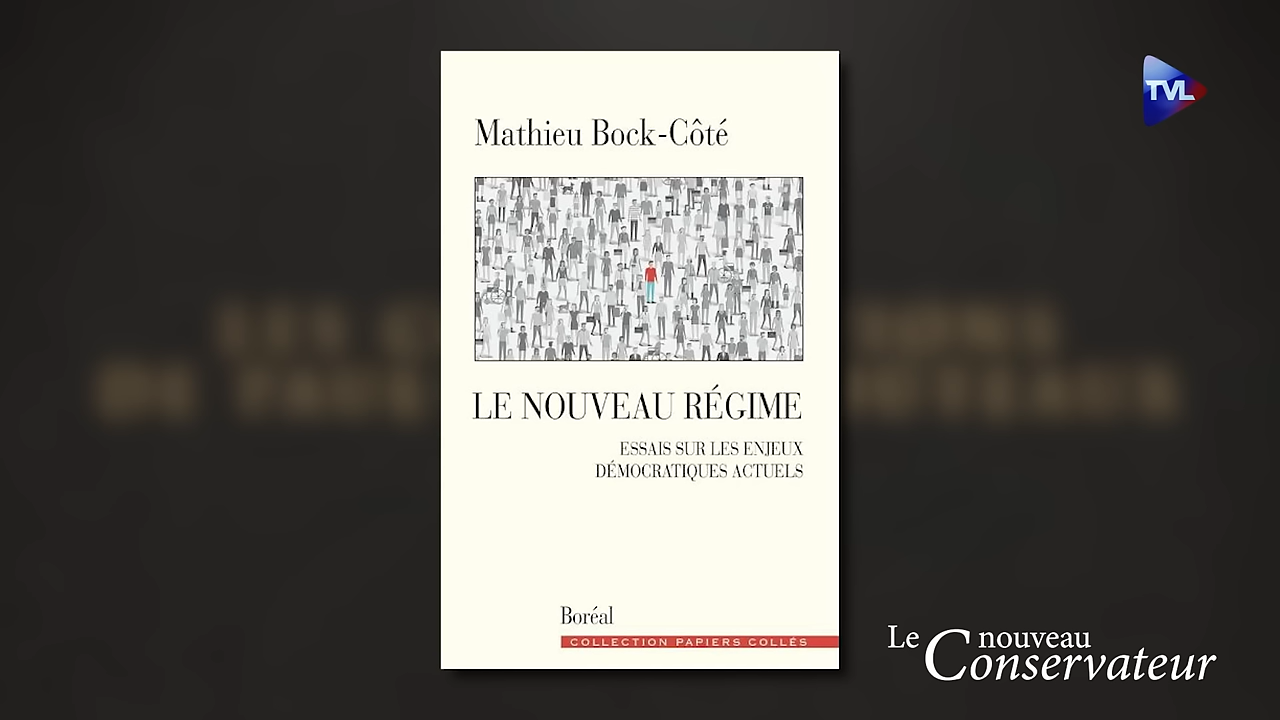 TVL
Mathieu Bock-Côté
LE NOUVEAU RÉGIME
ESSAIS SUR LES ENJEUX
DÉMOCRATIQUES ACTUELS
Boréal
COLLECTION PAPIERS COLLÉS
Le nouveau
Conservateur